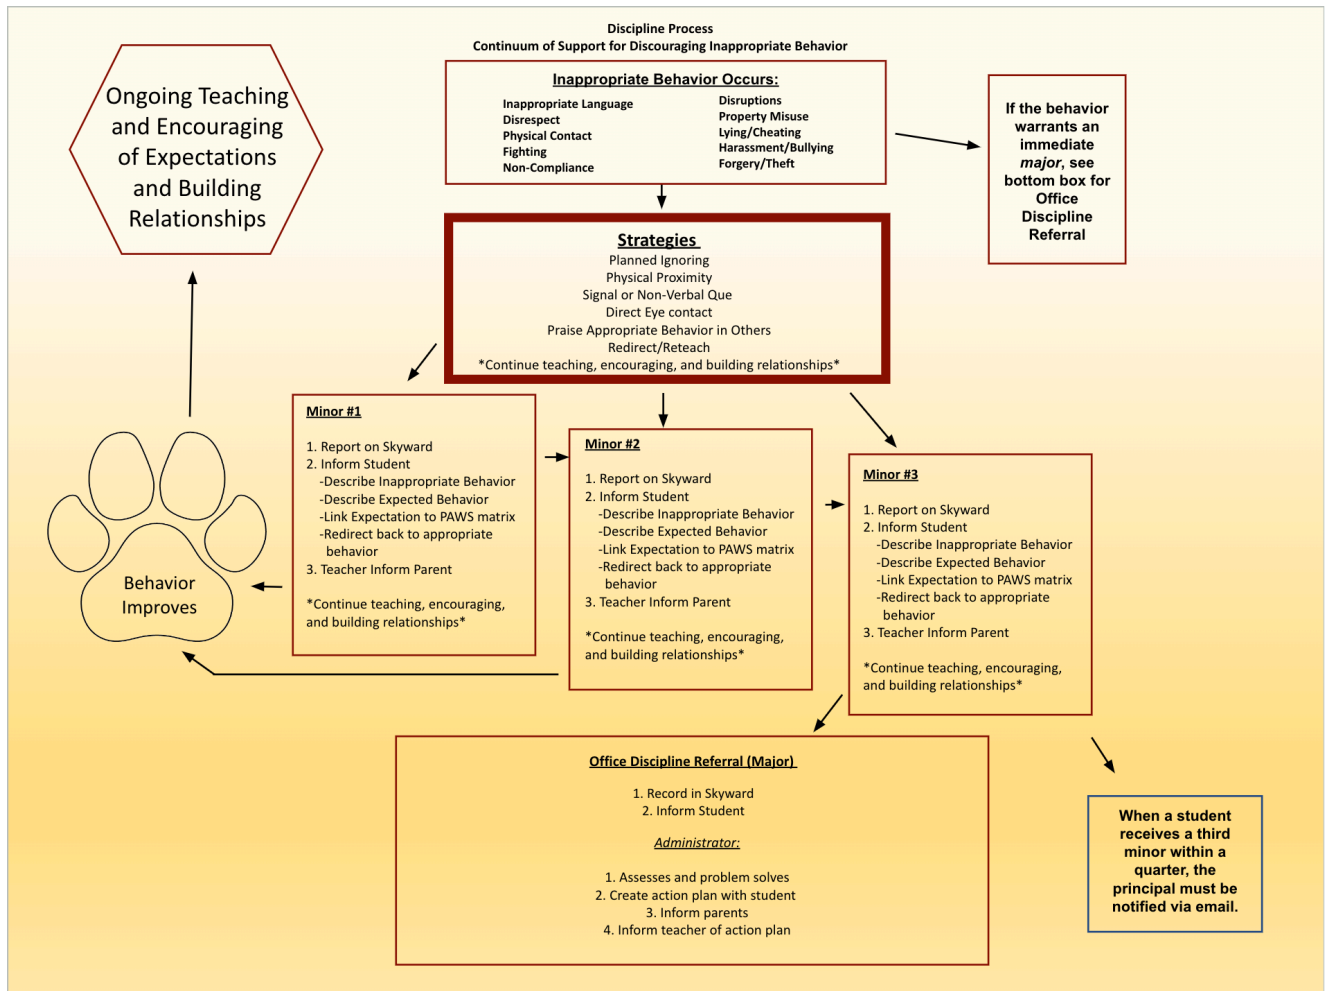 Discipline Process
Continuum of Support for Discouraging Inappropriate Behavior
Ongoing Teaching
and Encouraging
of Expectations
and Building
Relationships
Inappropriate Behavior Occurs:
Inappropriate Language
Disrespect
Physical Contact
Fighting
Non-Compliance
Disruptions
Property Misuse
Lying/Cheating
Harassment/Bullying
Forgery/Theft
If the behavior
warrants an
immediate
major, see
bottom box for
Office
Discipline
Referral
Strategies
Planned Ignoring
Physical Proximity
Signal or Non-Verbal Que
Direct Eye contact
Praise Appropriate Behavior in Others
Redirect/Reteach
*Continue teaching, encouraging, and building relationships*
Minor #1
1. Report on Skyward
2. Inform Student
-Describe Inappropriate Behavior
-Describe Expected Behavior
-Link Expectation to PAWS matrix
-Redirect back to appropriate
behavior
3. Teacher Inform Parent
*Continue teaching, encouraging,
and building relationships*
Minor #2
1. Report on Skyward
2. Inform Student
-Describe Inappropriate Behavior
-Describe Expected Behavior
-Link Expectation to PAWS matrix
-Redirect back to appropriate
behavior
3. Teacher Inform Parent
*Continue teaching, encouraging,
and building relationships*
Minor #3
1. Report on Skyward
2. Inform Student
-Describe Inappropriate Behavior
-Describe Expected Behavior
-Link Expectation to PAWS matrix
-Redirect back to appropriate
behavior
3. Teacher Inform Parent
*Continue teaching, encouraging,
and building relationships*
Behavior
Improves
Office Discipline Referral (Major)
1. Record in Skyward
2. Inform Student
Administrator:
1. Assesses and problem solves
2. Create action plan with student
3. Inform parents
4. Inform teacher of action plan
When a student
receives a third
minor within a
quarter, the
principal must be
notified via email.